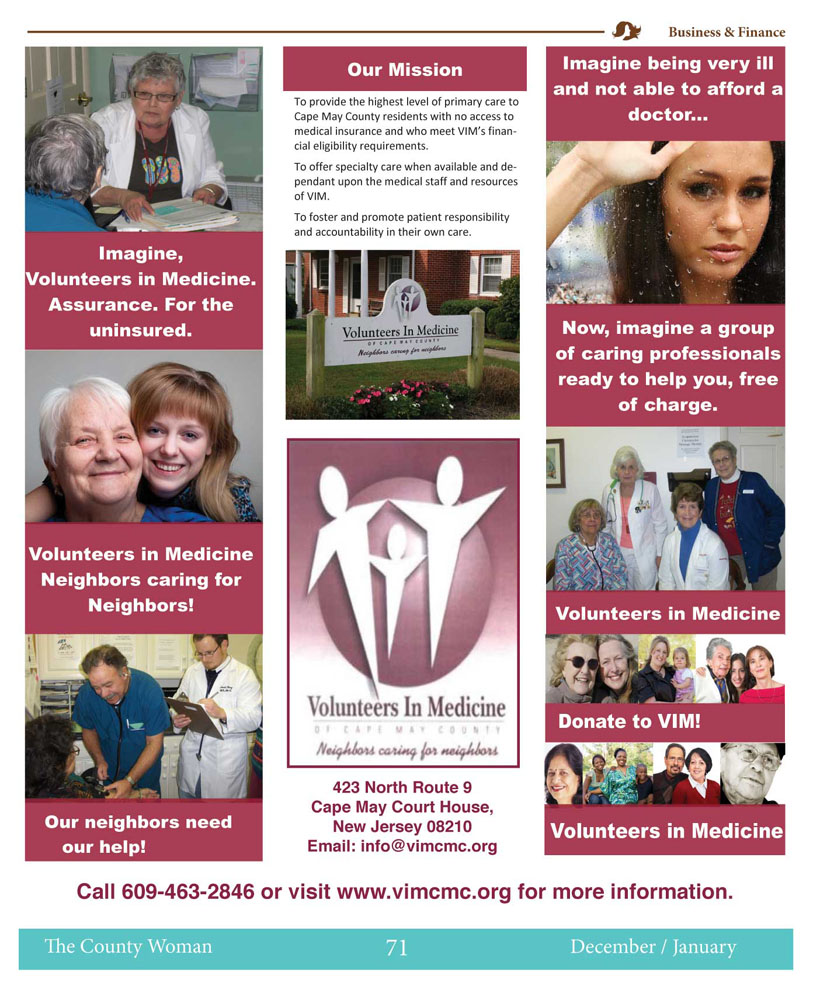 Business & Finance
Imagine,
Volunteers in Medicine.
Assurance. For the
uninsured.
Volunteers in Medicine
Neighbors caring for
Neighbors!
Our neighbors need
our help!
Our Mission
To provide the highest level of primary care to
Cape May County residents with no access to
medical insurance and who meet VIM’s finan-
cial eligibility requirements.
To offer specialty care when available and de-
pendant upon the medical staff and resources
of VIM.
To foster and promote patient responsibility
and accountability in their own care.
Volunteers In Medicine
OF CAPE MAY COUNTY
Neighbors caring for neighbors
Volunteers In Medicine
OF CAPE MAY COUNTY
Neighbors caring for neighbors
423 North Route 9
Cape May Court House,
New Jersey 08210
Email: info@vimcmc.org
Imagine being very ill
and not able to afford a
doctor...
Now, imagine a group
of caring professionals
ready to help you, free
of charge.
Volunteers in Medicine
Donate to VIM!
Volunteers in Medicine
Call 609-463-2846 or visit www.vimcmc.org for more information.
The County Woman
71
December / January